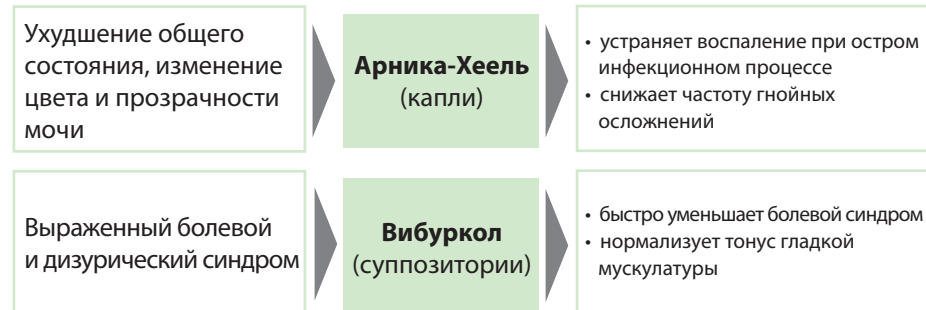 Ухудшение общего
состояния, изменение
цвета и прозрачности
мочи
Арника-Хеель
(капли)
• устраняет воспаление при остром
инфекционном процессе
• снижает частоту гнойных
осложнений
Выраженный болевой
и дизурический синдром
Вибуркол
(суппозитории)
• быстро уменьшает болевой синдром
• нормализует тонус гладкой
мускулатуры